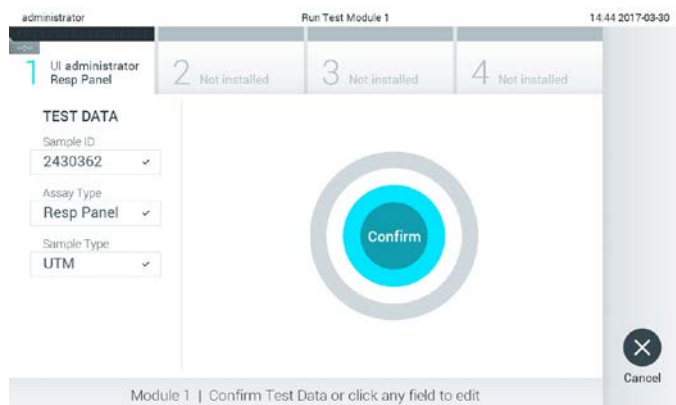 administrator Run Test Module 1 14:44 2017-03-30
1 UI administrator
Resp Panel
2 Not installed
3 Not installed
4 Not installed
TEST DATA
Sample ID
2430362
Assay Type
Resp Panel
Sample Type
UTM
Confirm
Cancel
Module 1 | Confirm Test Data or click any field to edit